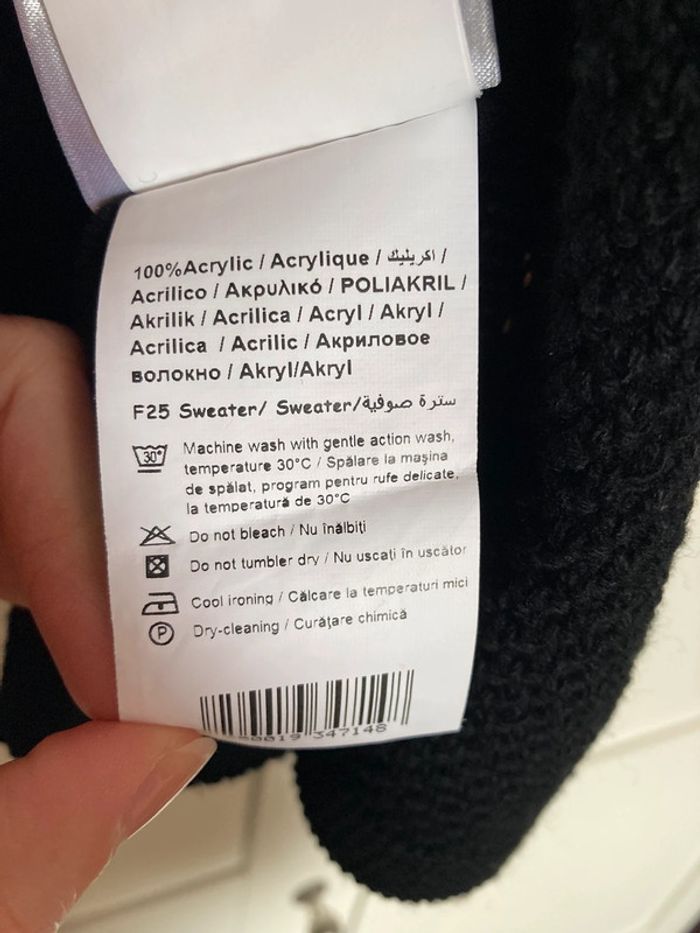 100%Acrylic / Acrylique / اكريليك /
Acrilico / Ακρυλικό / POLIAKRIL /
Akrilik / Acrilica / Acryl / Akryl /
Acrilica / Acrilic / Акриловое
волокно / Akryl/Akryl
F25 Sweater/ Sweater/سترة صوفية
30°
Machine wash with gentle action wash,
temperature 30°C / Spălare la mașina
de spălat, program pentru rufe delicate,
la temperatură de 30°C
Do not bleach / Nu înălbiți
Do not tumbler dry / Nu uscați în uscător
Cool ironing / Călcare la temperaturi mici
P
Dry-cleaning / Curățare chimică
347148